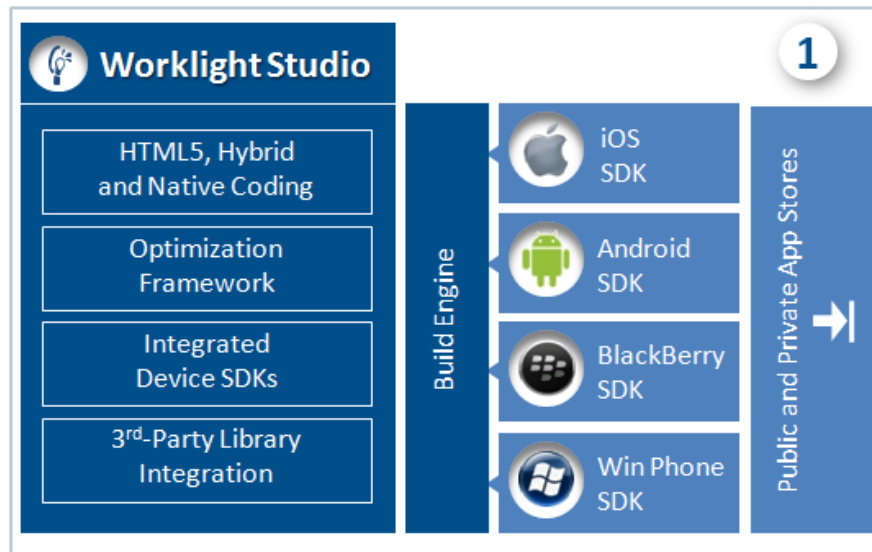 Worklight Studio
1
HTML5, Hybrid
and Native Coding
Optimization
Framework
Integrated
Device SDKs
3rd-Party Library
Integration
Build Engine
iOS
SDK
Android
SDK
BlackBerry
SDK
Win Phone
SDK
Public and Private App Stores